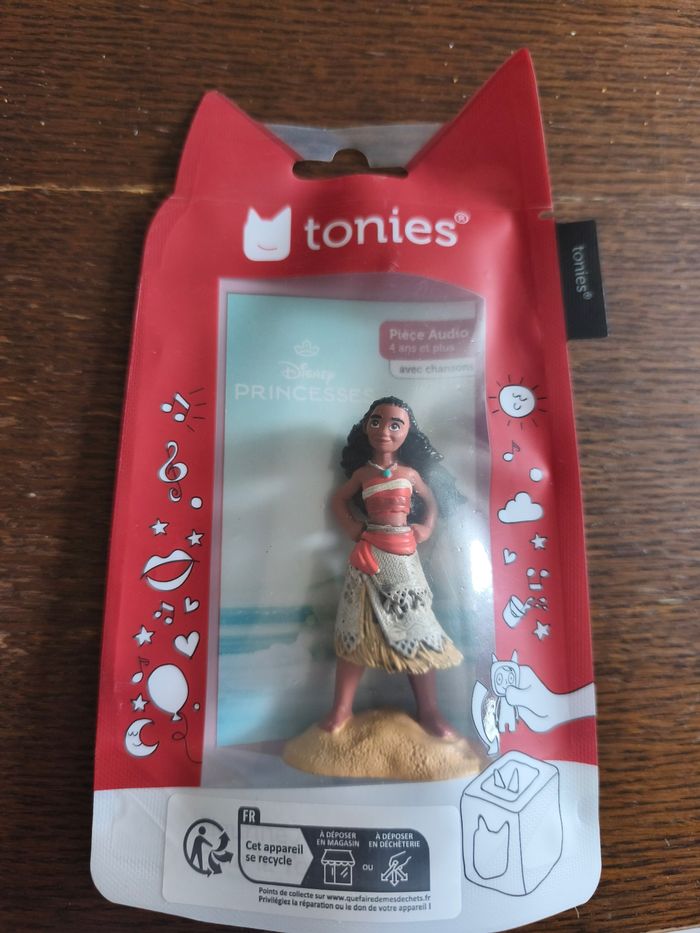 tonies®
tonies®
Pièce Audio
4 ans et plus
avec chansons
Disney
PRINCESSES
FR
Cet appareil
se recycle
À DÉPOSER
EN MAGASIN
OU
À DÉPOSER
EN DÉCHÈTERIE
Points de collecte sur www.quefairedemesdechets.fr
Privilégiez la réparation ou le don de votre appareil !